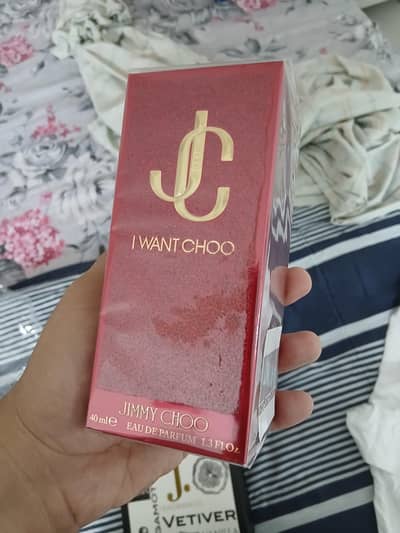 JC
I WANT CHOO
JIMMY CHOO
40 ml e EAU DE PARFUM 1.3 FL Oz.
J.
VETIVER